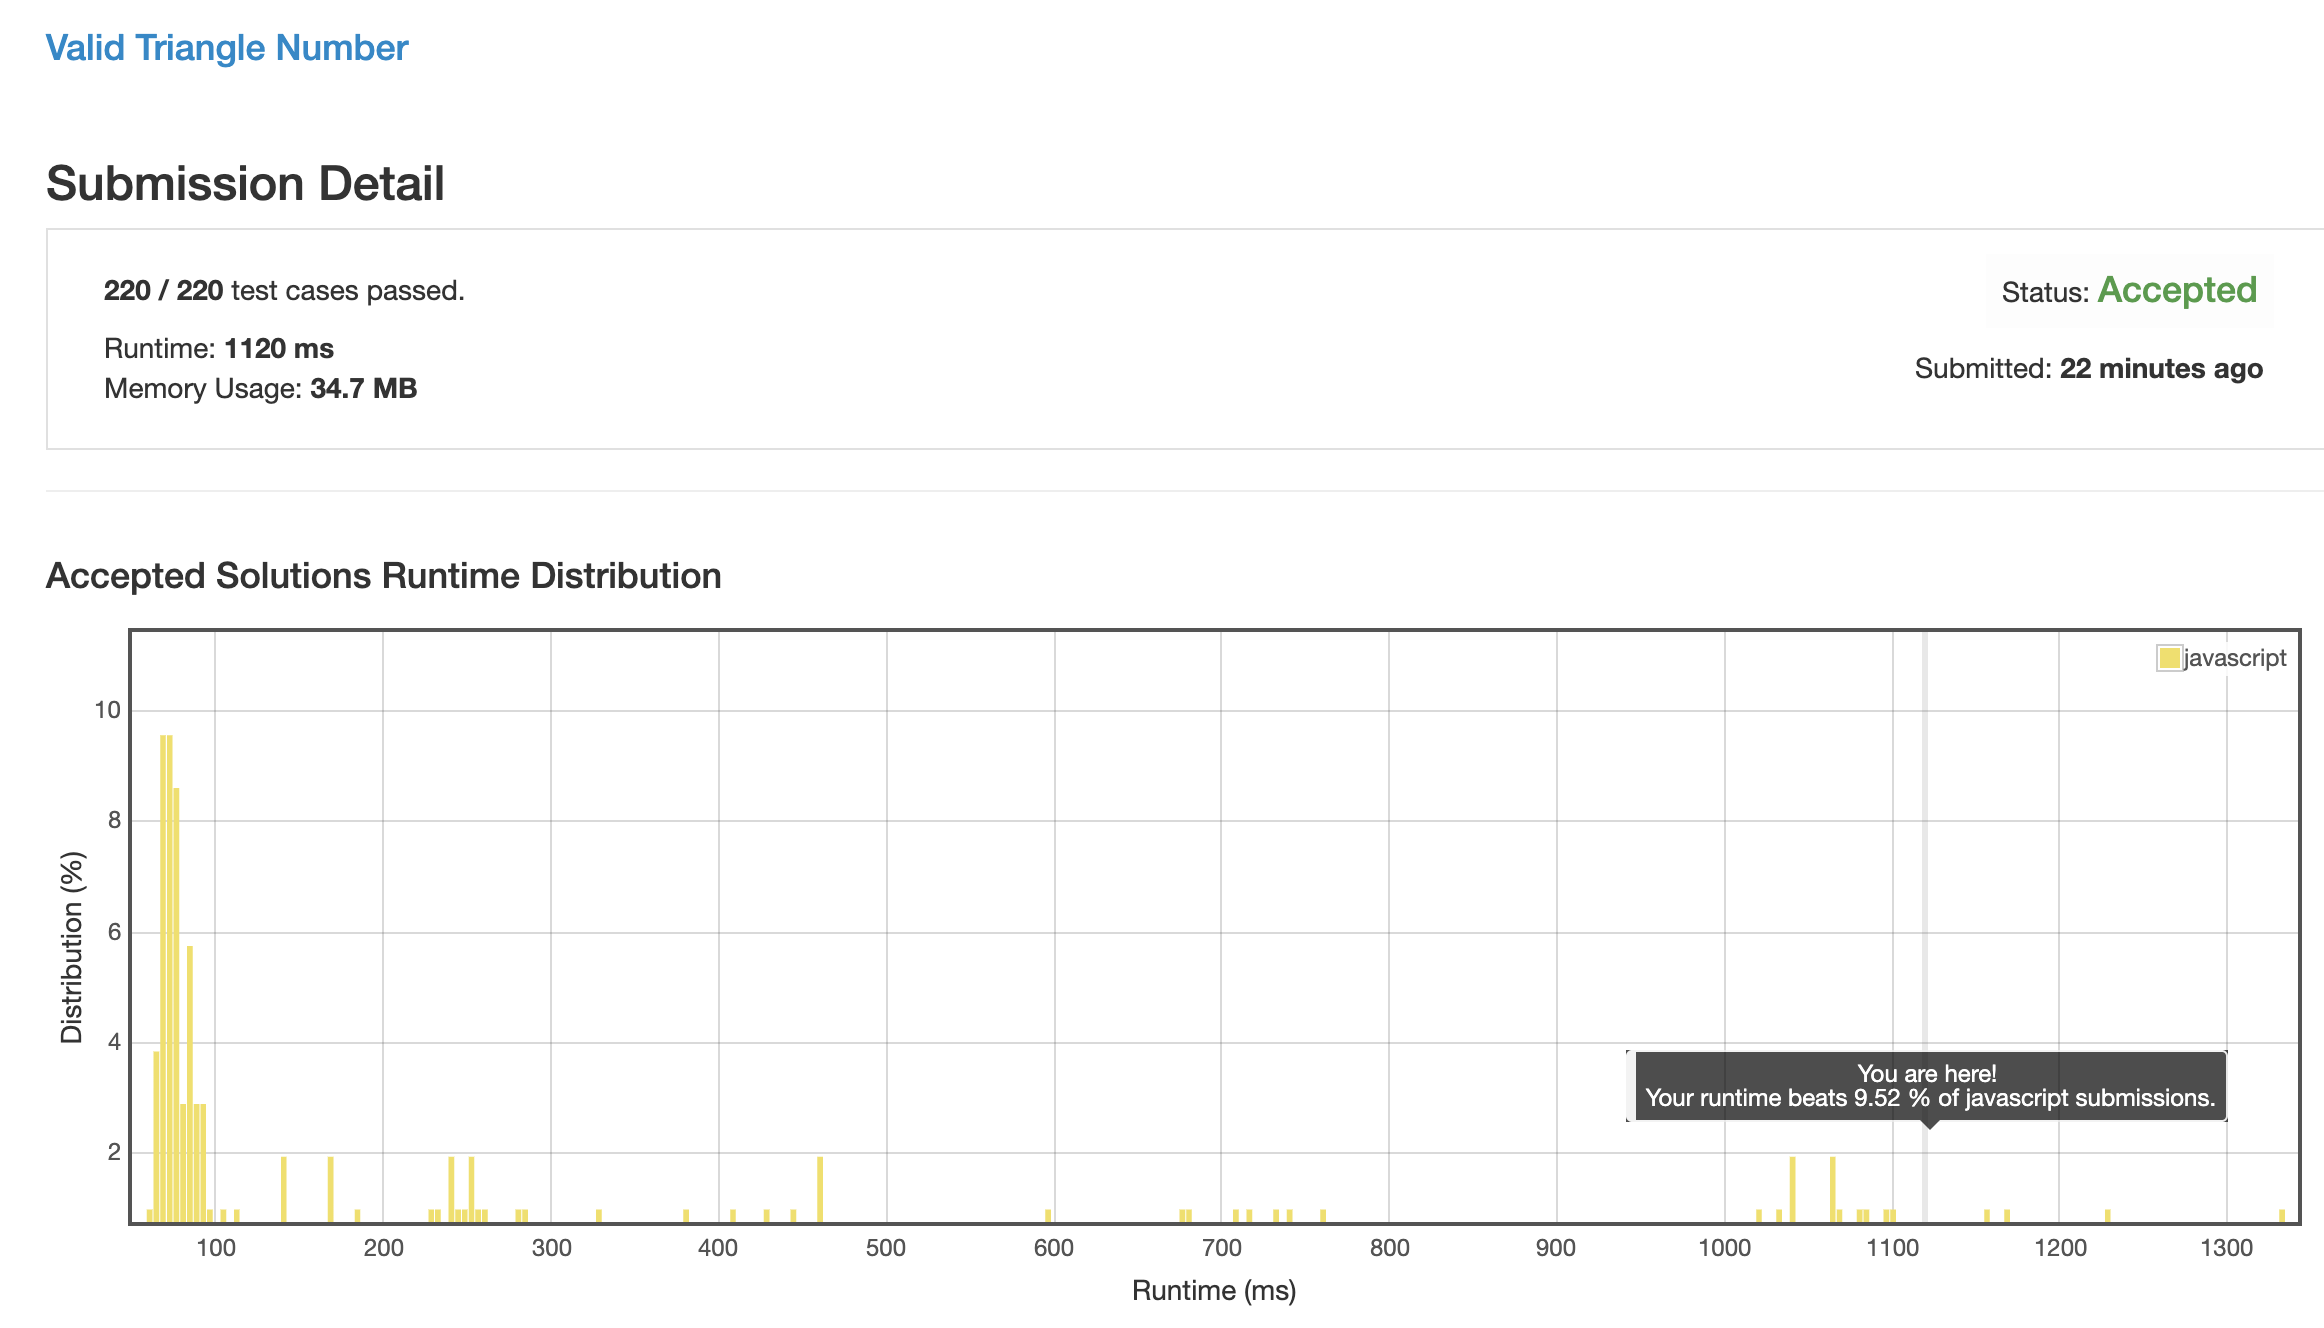 Valid Triangle Number
Submission Detail
220 / 220 test cases passed.
Status: Accepted
Runtime: 1120 ms
Submitted: 22 minutes ago
Memory Usage: 34.7 MB
Accepted Solutions Runtime Distribution
javascript
10
8
6
4
2
Distribution (%)
You are here!
Your runtime beats 9.52 % of javascript submissions.
100 200 300 400 500 600 700 800 900 1000 1100 1200 1300
Runtime (ms)